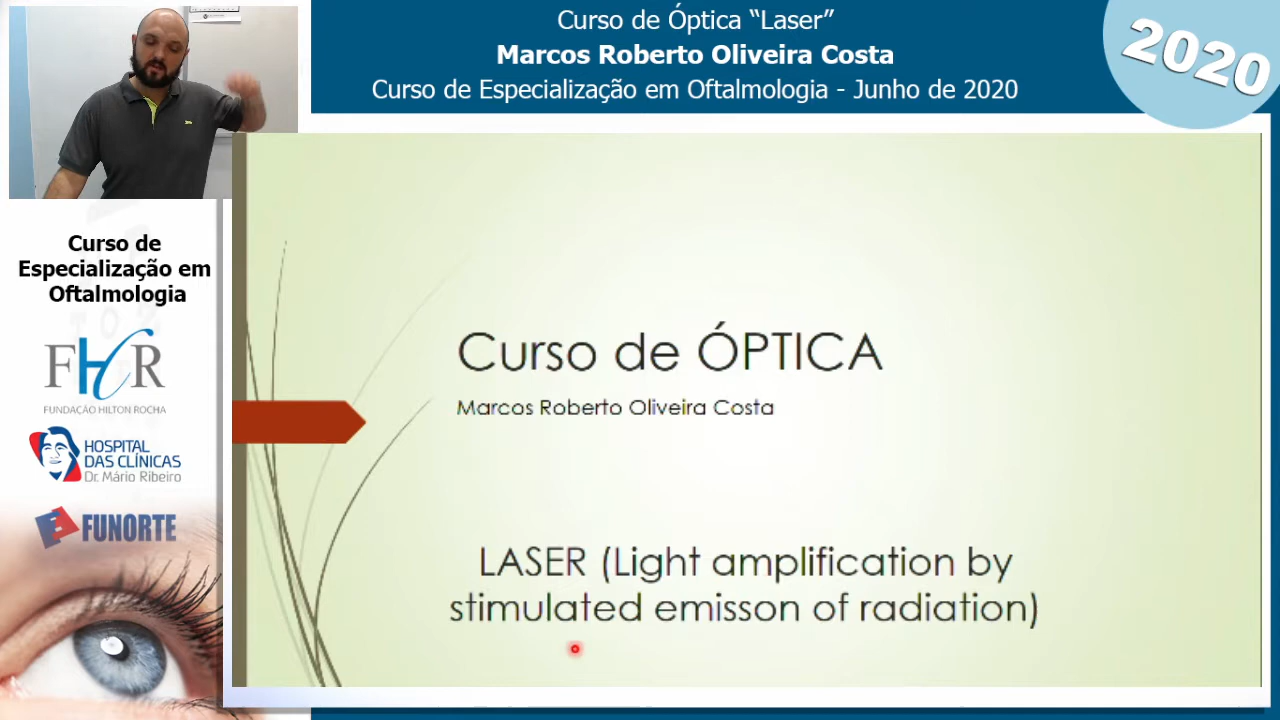 Curso de Óptica “Laser”
Marcos Roberto Oliveira Costa
Curso de Especialização em Oftalmologia - Junho de 2020
2020
Curso de
Especialização em
Oftalmologia
FHR
FUNDAÇÃO HILTON ROCHA
HOSPITAL
DAS CLÍNICAS
Dr. Mário Ribeiro
FUNORTE
Curso de ÓPTICA
Marcos Roberto Oliveira Costa
LASER (Light amplification by
stimulated emisson of radiation)